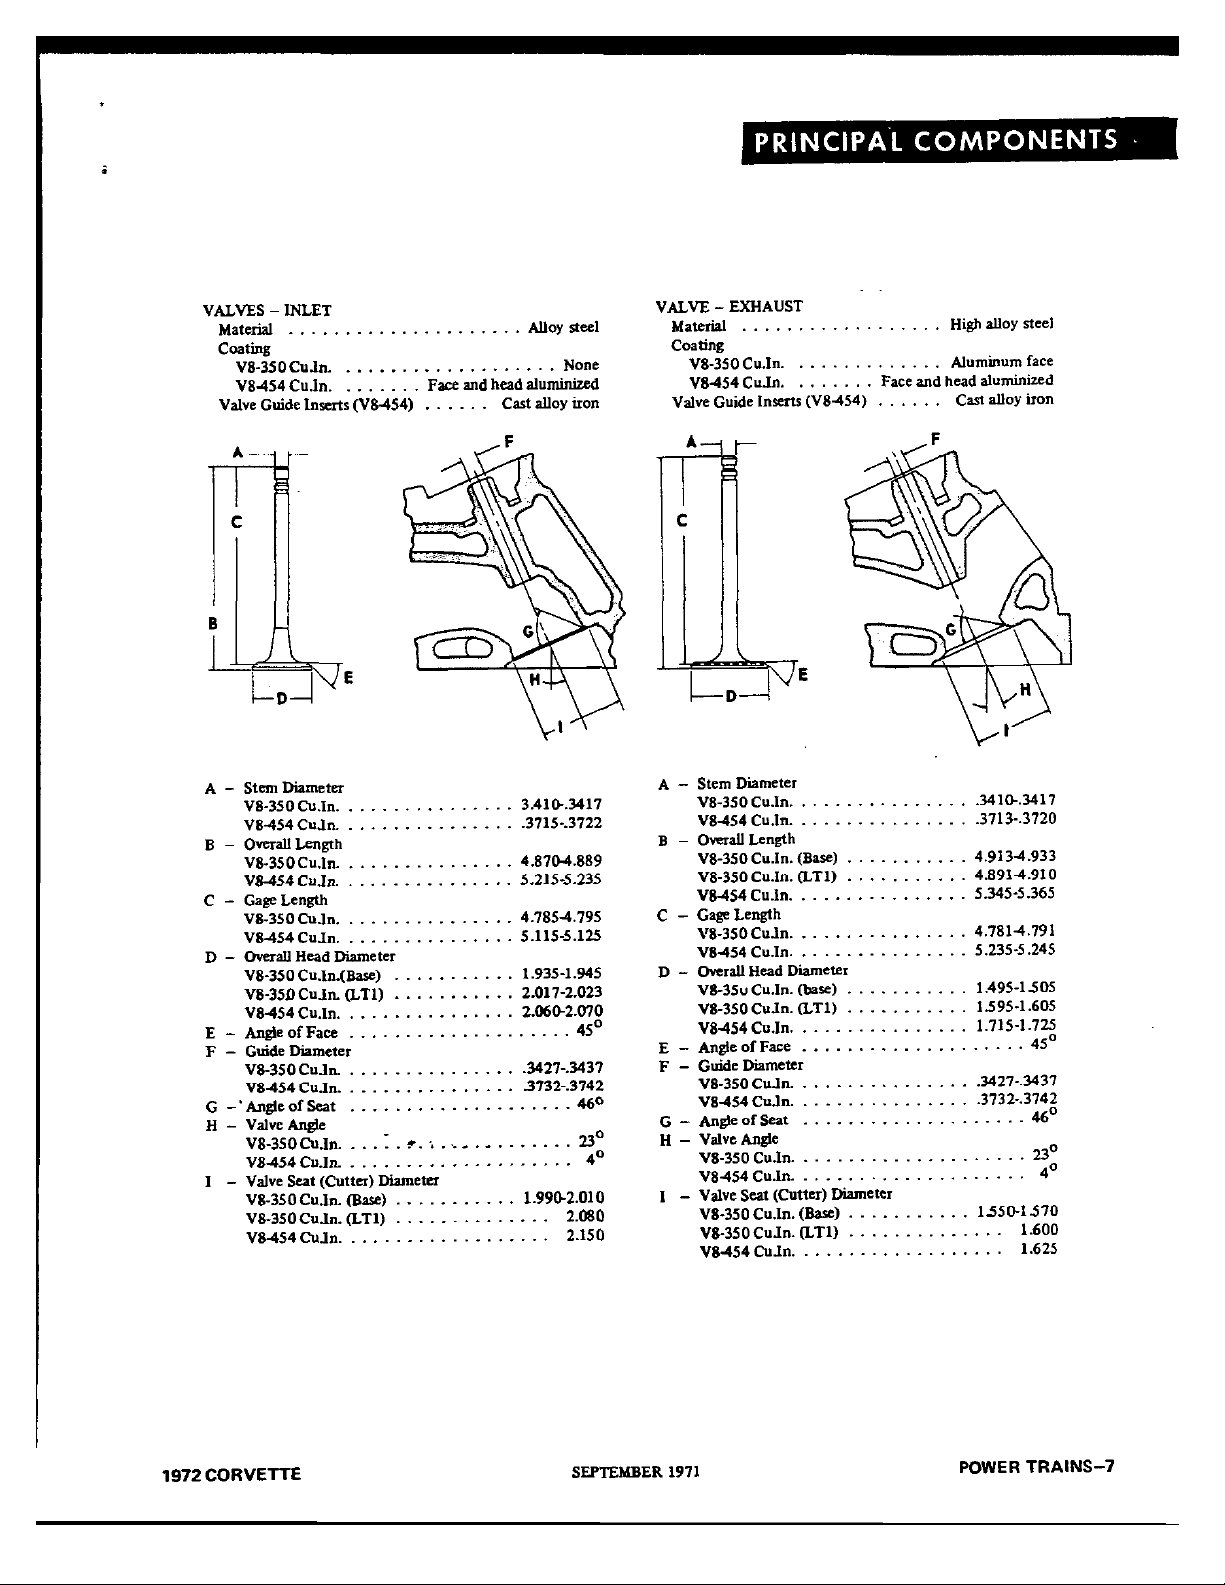 PRINCIPAL COMPONENTS
VALVES – INLET
Material . . . . . . . . . . . . . . . . . . . . . Alloy steel
Coating
V8-350 Cu.In. . . . . . . . . . . . . . . . . . . . None
V8-454 Cu.In. . . . . . . . Face and head aluminized
Valve Guide Inserts (V8-454) . . . . . . Cast alloy iron
A
F
C
B
G
E
H
D
I
A – Stem Diameter
V8-350 Cu.In. . . . . . . . . . . . . . . . 3.410-.3417
V8-454 Cu.In. . . . . . . . . . . . . . . . .3715-.3722
B – Overall Length
V8-350 Cu.In. . . . . . . . . . . . . . . . 4.870-4.889
V8-454 Cu.In. . . . . . . . . . . . . . . . 5.215-5.235
C – Gage Length
V8-350 Cu.In. . . . . . . . . . . . . . . . 4.785-4.795
V8-454 Cu.In. . . . . . . . . . . . . . . . 5.115-5.125
D – Overall Head Diameter
V8-350 Cu.In.(Base) . . . . . . . . . . . 1.935-1.945
V8-350 Cu.In. (LT1) . . . . . . . . . . . 2.017-2.023
V8-454 Cu.In. . . . . . . . . . . . . . . . 2.060-2.070
E – Angle of Face . . . . . . . . . . . . . . . . . . . . 45°
F – Guide Diameter
V8-350 Cu.In. . . . . . . . . . . . . . . . .3427-.3437
V8-454 Cu.In. . . . . . . . . . . . . . . . .3732-.3742
G – Angle of Seat . . . . . . . . . . . . . . . . . . . . 46°
H – Valve Angle
V8-350 Cu.In. . . . . . . . . . . . . . . . . . . . . 23°
V8-454 Cu.In. . . . . . . . . . . . . . . . . . . . . 4°
I – Valve Seat (Cutter) Diameter
V8-350 Cu.In. (Base) . . . . . . . . . . . 1.990-2.010
V8-350 Cu.In. (LT1) . . . . . . . . . . . . . . 2.080
V8-454 Cu.In. . . . . . . . . . . . . . . . . . . 2.150
VALVE – EXHAUST
Material . . . . . . . . . . . . . . . . . . High alloy steel
Coating
V8-350 Cu.In. . . . . . . . . . . . . . Aluminum face
V8-454 Cu.In. . . . . . . . Face and head aluminized
Valve Guide Inserts (V8-454) . . . . . . Cast alloy iron
A
F
C
G
E
H
D
I
A – Stem Diameter
V8-350 Cu.In. . . . . . . . . . . . . . . . .3410-.3417
V8-454 Cu.In. . . . . . . . . . . . . . . . .3713-.3720
B – Overall Length
V8-350 Cu.In. (Base) . . . . . . . . . . . 4.913-4.933
V8-350 Cu.In. (LT1) . . . . . . . . . . . 4.891-4.910
V8-454 Cu.In. . . . . . . . . . . . . . . . 5.345-5.365
C – Gage Length
V8-350 Cu.In. . . . . . . . . . . . . . . . 4.781-4.791
V8-454 Cu.In. . . . . . . . . . . . . . . . 5.235-5.245
D – Overall Head Diameter
V8-350 Cu.In. (base) . . . . . . . . . . . 1.495-1.505
V8-350 Cu.In. (LT1) . . . . . . . . . . . 1.595-1.605
V8-454 Cu.In. . . . . . . . . . . . . . . . 1.715-1.725
E – Angle of Face . . . . . . . . . . . . . . . . . . . . 45°
F – Guide Diameter
V8-350 Cu.In. . . . . . . . . . . . . . . . .3427-.3437
V8-454 Cu.In. . . . . . . . . . . . . . . . .3732-.3742
G – Angle of Seat . . . . . . . . . . . . . . . . . . . . 46°
H – Valve Angle
V8-350 Cu.In. . . . . . . . . . . . . . . . . . . . . 23°
V8-454 Cu.In. . . . . . . . . . . . . . . . . . . . . 4°
I – Valve Seat (Cutter) Diameter
V8-350 Cu.In. (Base) . . . . . . . . . . . 1.550-1.570
V8-350 Cu.In. (LT1) . . . . . . . . . . . . . . 1.600
V8-454 Cu.In. . . . . . . . . . . . . . . . . . . 1.625
1972 CORVETTE
SEPTEMBER 1971
POWER TRAINS–7